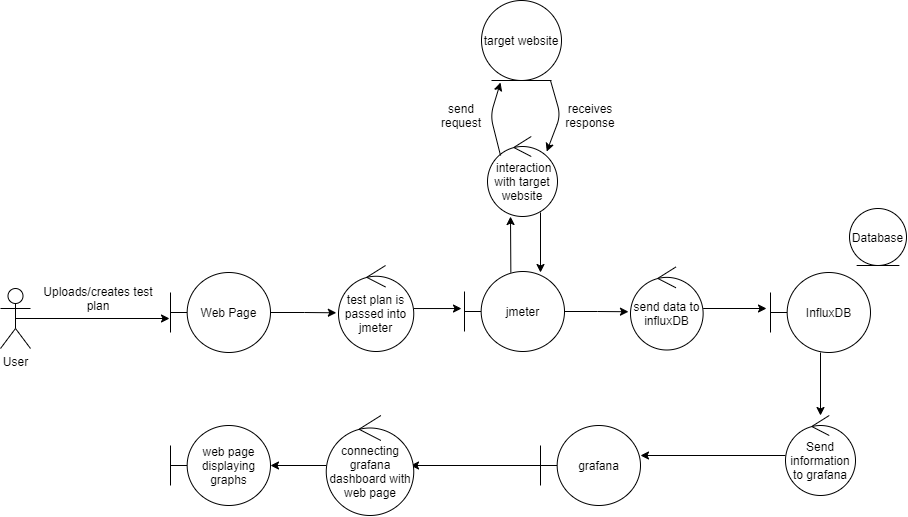 target website
send
request
receives
response
interaction
with target
website
Database
Uploads/creates test
plan
User
Web Page
test plan is
passed into
jmeter
jmeter
send data to
influxDB
InfluxDB
web page
displaying
graphs
connecting
grafana
dashboard with
web page
grafana
Send
information
to grafana